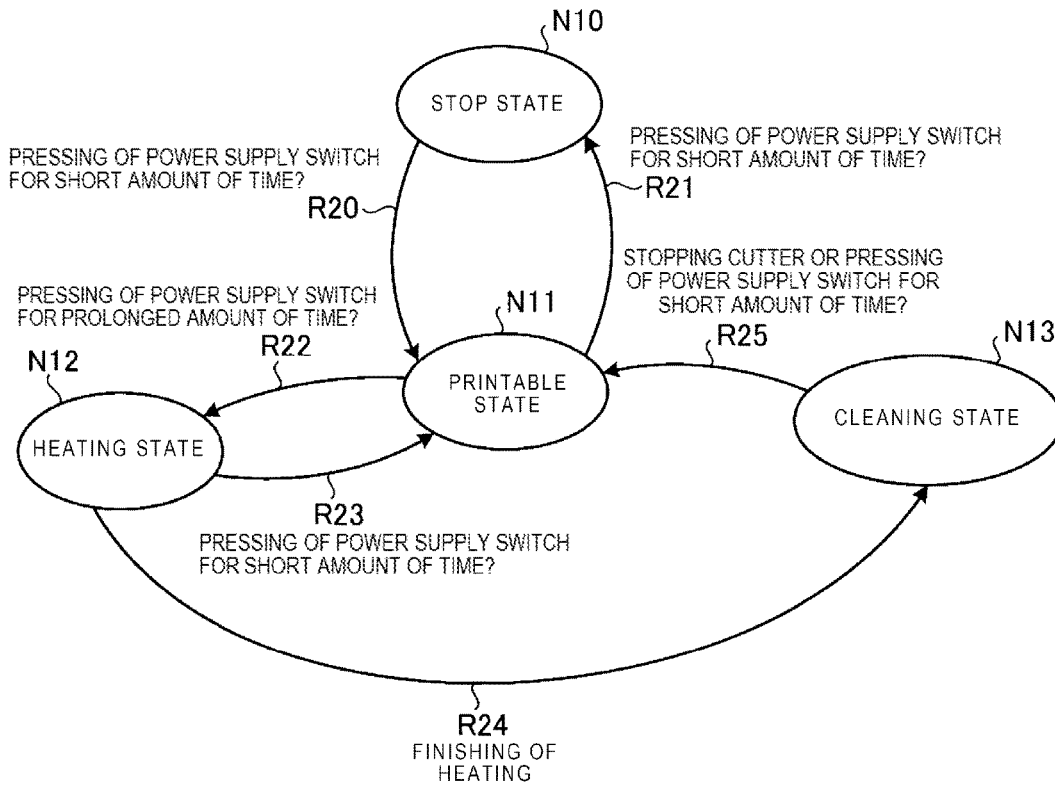 N10
STOP STATE
PRESSING OF POWER SUPPLY SWITCH
FOR SHORT AMOUNT OF TIME?
R20
PRESSING OF POWER SUPPLY SWITCH
FOR SHORT AMOUNT OF TIME?
R21
STOPPING CUTTER OR PRESSING
OF POWER SUPPLY SWITCH FOR
SHORT AMOUNT OF TIME?
R25
PRESSING OF POWER SUPPLY SWITCH
FOR PROLONGED AMOUNT OF TIME?
R22
N11
PRINTABLE
STATE
N12
HEATING STATE
N13
CLEANING STATE
R23
PRESSING OF POWER SUPPLY SWITCH
FOR SHORT AMOUNT OF TIME?
R24
FINISHING OF
HEATING